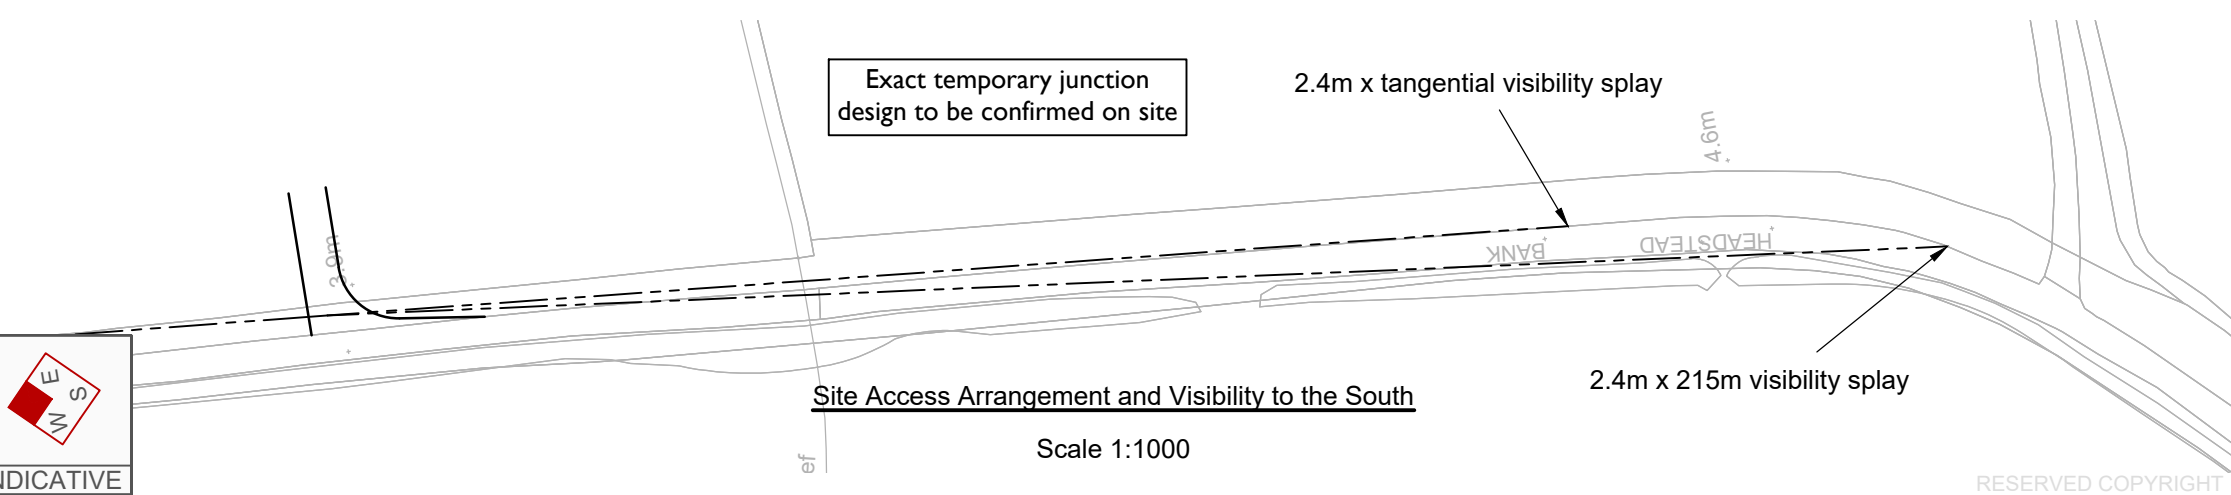 Exact temporary junction
design to be confirmed on site
2.4m x tangential visibility splay
4.6m
3.9m
BANK
HEADSTEAD
2.4m x 215m visibility splay
Site Access Arrangement and Visibility to the South
Scale 1:1000
ef
E
S
W
NDICATIVE
RESERVED COPYRIGHT